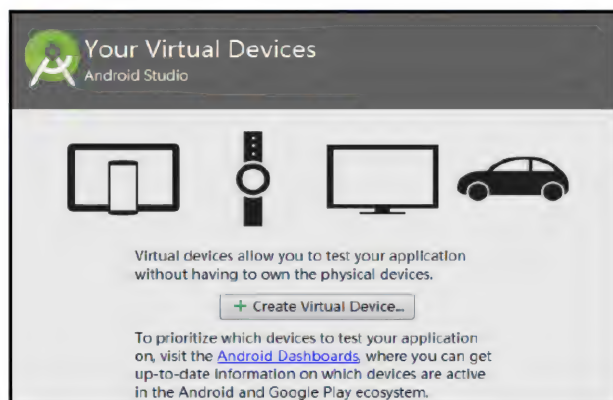 Your Virtual Devices
Android Studio
Virtual devices allow you to test your application
without having to own the physical devices.
+ Create Virtual Device...
To prioritize which devices to test your application
on, visit the Android Dashboards, where you can get
up-to-date information on which devices are active
in the Android and Google Play ecosystem.